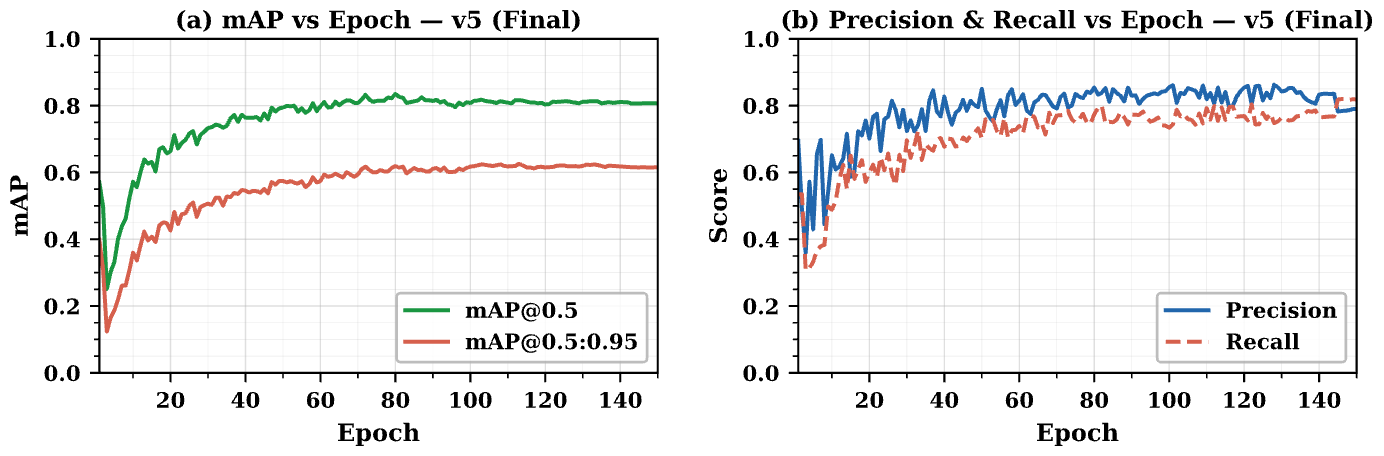 (a) mAP vs Epoch — v5 (Final)
1.0
0.8
0.6
0.4
0.2
0.0
mAP
20 40 60 80 100 120 140
Epoch
mAP@0.5
mAP@0.5:0.95
(b) Precision & Recall vs Epoch — v5 (Final)
1.0
0.8
0.6
0.4
0.2
0.0
Score
20 40 60 80 100 120 140
Epoch
Precision
Recall